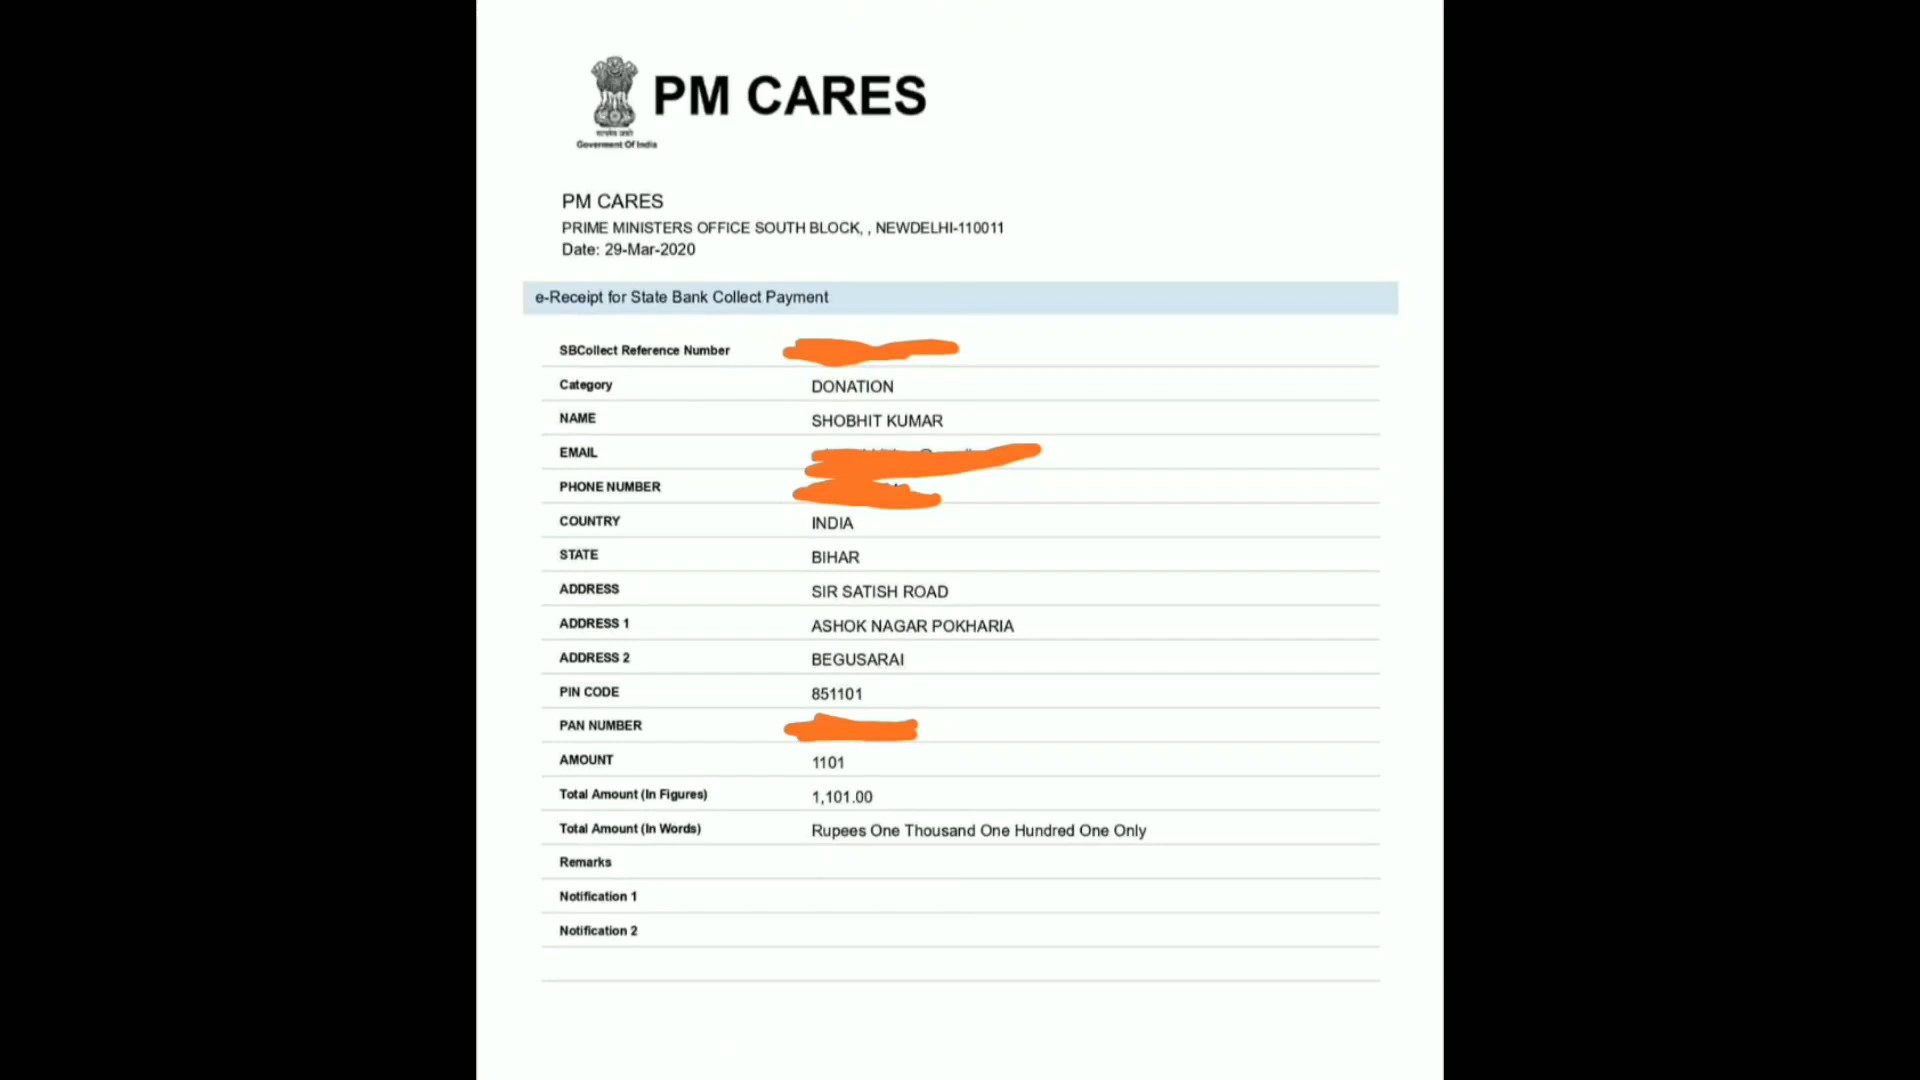 PM CARES
सत्यमेव जयते
Goverment Of India
PM CARES
PRIME MINISTERS OFFICE SOUTH BLOCK, , NEWDELHI-110011
Date: 29-Mar-2020
e-Receipt for State Bank Collect Payment
SBCollect Reference Number
Category DONATION
NAME SHOBHIT KUMAR
EMAIL
PHONE NUMBER
COUNTRY INDIA
STATE BIHAR
ADDRESS SIR SATISH ROAD
ADDRESS 1 ASHOK NAGAR POKHARIA
ADDRESS 2 BEGUSARAI
PIN CODE 851101
PAN NUMBER
AMOUNT 1101
Total Amount (In Figures) 1,101.00
Total Amount (In Words) Rupees One Thousand One Hundred One Only
Remarks
Notification 1
Notification 2